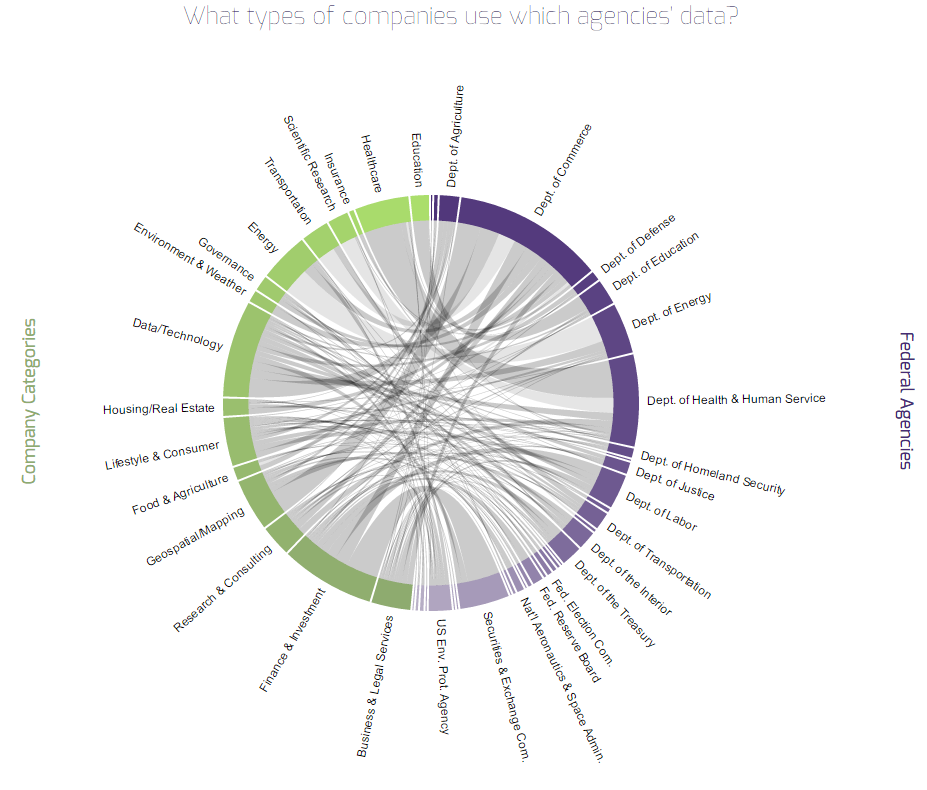 What types of companies use which agencies' data?
Company Categories
Education
Healthcare
Insurance
Scientific Research
Transportation
Energy
Governance
Environment & Weather
Data/Technology
Housing/Real Estate
Lifestyle & Consumer
Food & Agriculture
Geospatial/Mapping
Research & Consulting
Finance & Investment
Business & Legal Services
Dept. of Agriculture
Dept. of Commerce
Dept. of Defense
Dept. of Education
Dept. of Energy
Dept. of Health & Human Service
Dept. of Homeland Security
Dept. of Justice
Dept. of Labor
Dept. of Transportation
Dept. of the Interior
Dept. of the Treasury
Fed. Election Com.
Fed. Reserve Board
Nat'l Aeronautics & Space Admin.
Securities & Exchange Com.
US Env. Prot. Agency
Federal Agencies